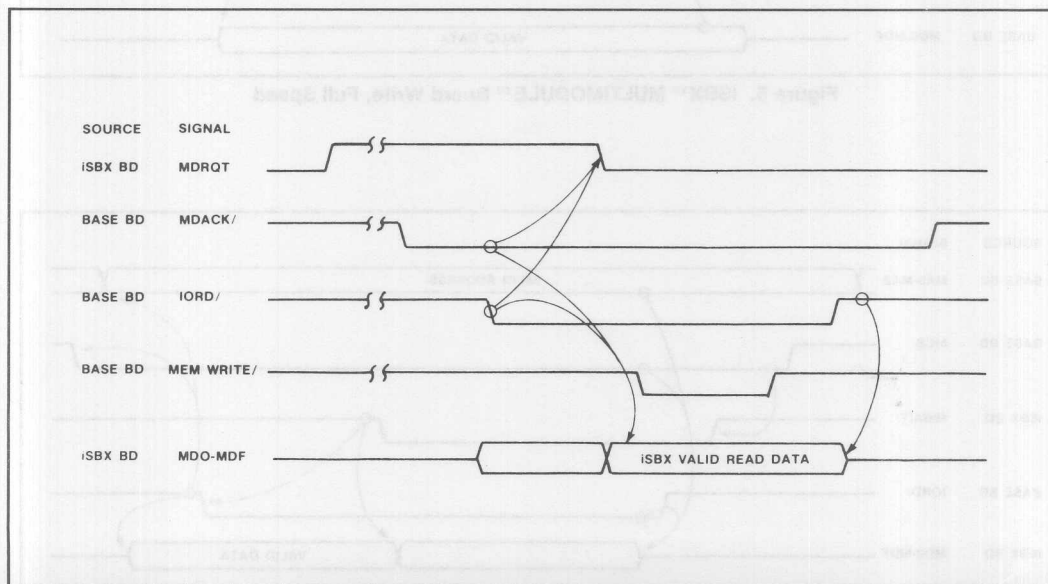 SOURCE SIGNAL
iSBX BD MDRQT
BASE BD MDACK/
BASE BD IORD/
BASE BD MEM WRITE/
iSBX BD MD0-MDF
iSBX VALID READ DATA